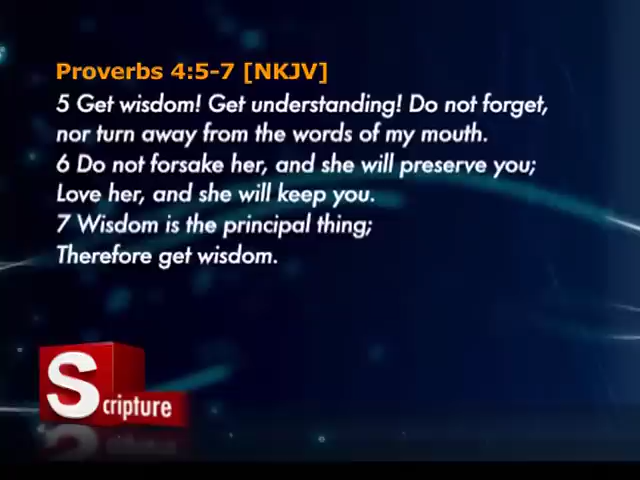 Proverbs 4:5-7 [NKJV]
5 Get wisdom! Get understanding! Do not forget,
nor turn away from the words of my mouth.
6 Do not forsake her, and she will preserve you;
Love her, and she will keep you.
7 Wisdom is the principal thing;
Therefore get wisdom.
Scripture